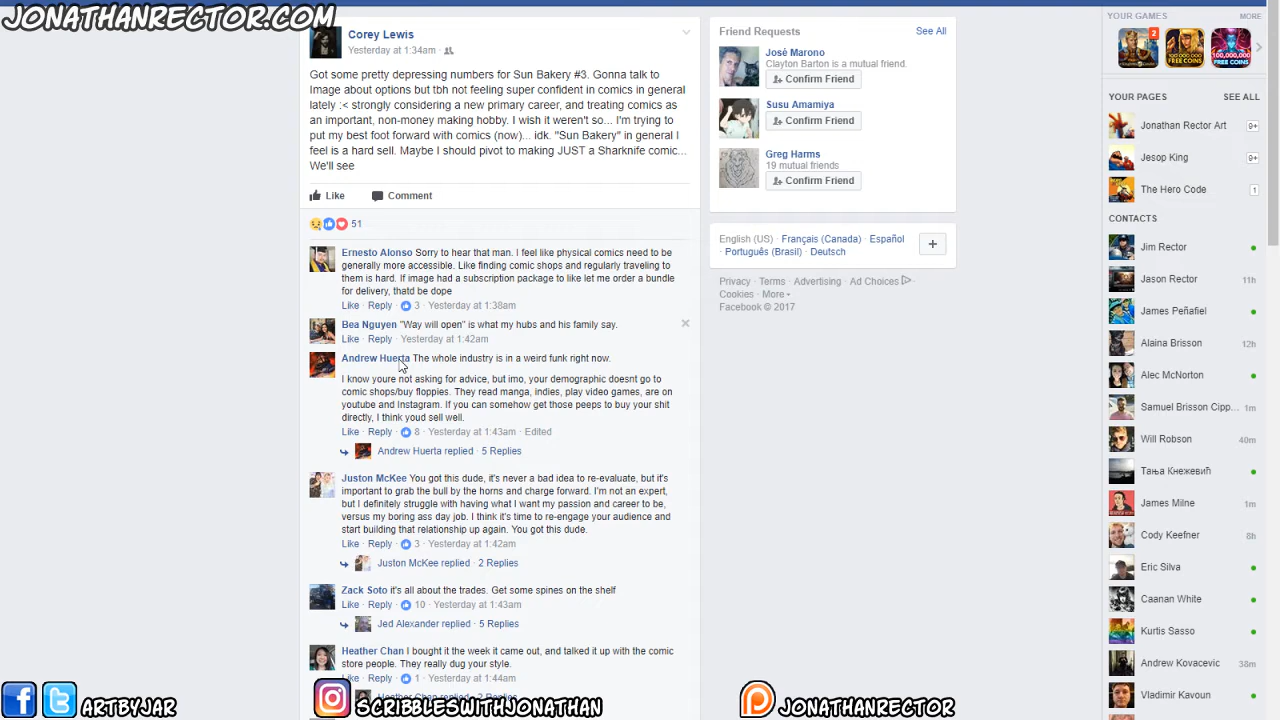 JONATHANRECTOR.COM
Corey Lewis
Yesterday at 1:34am ·
Got some pretty depressing numbers for Sun Bakery #3. Gonna talk to
Image about options but tbh not feeling super confident in comics in general
lately :< strongly considering a new primary career, and treating comics as
an important, non-money making hobby. I wish it weren't so... I'm trying to
put my best foot forward with comics (now)... idk. "Sun Bakery" in general I
feel is a hard sell. Maybe I should pivot to making JUST a Sharknife comic...
We'll see
Like Comment
51
Ernesto Alonso Sorry to hear that man. I feel like physical comics need to be
generally more accessible. Like finding comic shops and regularly traveling to
them is hard. If image had a subscription package to like let me order a bundle
for delivery, thatd be dope
Like · Reply · 3 · Yesterday at 1:38am
Bea Nguyen "Way will open" is what my hubs and his family say.
Like · Reply · Yesterday at 1:42am
Andrew Huerta The whole industry is in a weird funk right now.
I know youre not asking for advice, but imo, your demographic doesnt go to
comic shops/buy floppies. They read manga, indies, play video games, are on
youtube and Instagram. If you can somehow get those peeps to buy your shit
directly, I think youd sell well.
Like · Reply · 8 · Yesterday at 1:43am · Edited
Andrew Huerta replied · 5 Replies
Juston McKee You got this dude, it's never a bad idea to re-evaluate, but it's
important to grab the bull by the horns and charge forward. I'm not an expert,
but I definitely struggle with having what I want my passion and career to be,
versus my boring ass day job. I think it's time to re-engage your audience and
start building that relationship up again. You got this dude.
Like · Reply · 3 · Yesterday at 1:42am
Juston McKee replied · 2 Replies
Zack Soto it's all about the trades. Get some spines on the shelf
Like · Reply · 10 · Yesterday at 1:43am
Jed Alexander replied · 5 Replies
Heather Chan I bought it the week it came out, and talked it up with the comic
store people. They really dug your style.
Like · Reply · 1 · Yesterday at 1:44am
Heather Chan replied · 2 Replies
Friend Requests See All
José Marono
Clayton Barton is a mutual friend.
Confirm Friend
Susu Amamiya
Confirm Friend
Greg Harms
19 mutual friends
Confirm Friend
English (US) · Français (Canada) · Español
· Português (Brasil) · Deutsch
+
Privacy · Terms · Advertising · Ad Choices ·
Cookies · More
Facebook © 2017
YOUR GAMES MORE
2
100,000,000 FREE COINS
YOUR PAGES SEE ALL
Jonathan Rector Art 9+
Jesop King 9+
The Hero Code 1
CONTACTS
Jim Rector
Jason Rector 11h
James Peñafiel
Alaina Brisson 12h
Alec McNorton
Samuel Brisson Cipp... 1m
Will Robson 40m
Тања Кнежевић
James Milne 1m
Cody Keefner 8h
Eric Silva
Caanan White
Kurtis Sasso
Andrew Kovacevic 38m
Vladimir Kavoun
ARTBYJAR
SCRIBBLESWITHJONATHAN
JONATHANRECTOR